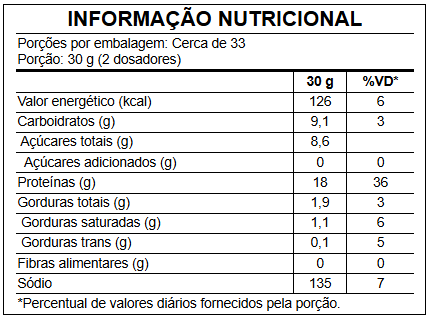 INFORMAÇÃO NUTRICIONAL
Porções por embalagem: Cerca de 33
Porção: 30 g (2 dosadores)
30 g %VD*
Valor energético (kcal) 126 6
Carboidratos (g) 9,1 3
Açúcares totais (g) 8,6
Açúcares adicionados (g) 0 0
Proteínas (g) 18 36
Gorduras totais (g) 1,9 3
Gorduras saturadas (g) 1,1 6
Gorduras trans (g) 0,1 5
Fibras alimentares (g) 0 0
Sódio 135 7
*Percentual de valores diários fornecidos pela porção.